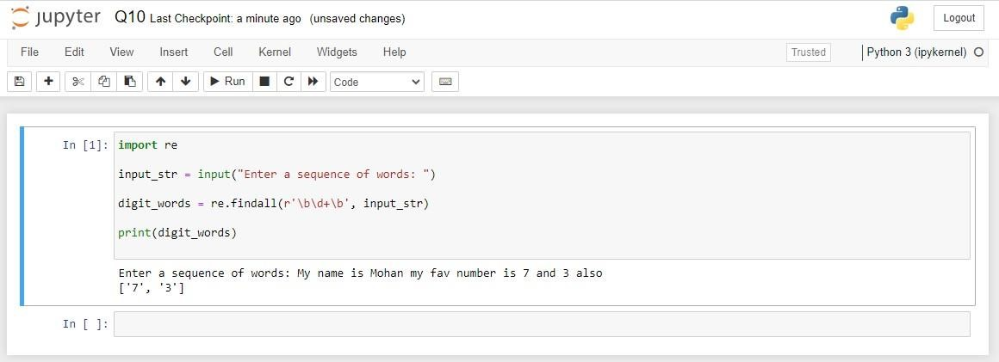 jupyter Q10 Last Checkpoint: a minute ago (unsaved changes) Logout
File Edit View Insert Cell Kernel Widgets Help Trusted Python 3 (ipykernel)
Run Code
In [1]: import re
input_str = input("Enter a sequence of words: ")
digit_words = re.findall(r'\b\d+\b', input_str)
print(digit_words)
Enter a sequence of words: My name is Mohan my fav number is 7 and 3 also
['7', '3']
In [ ]: